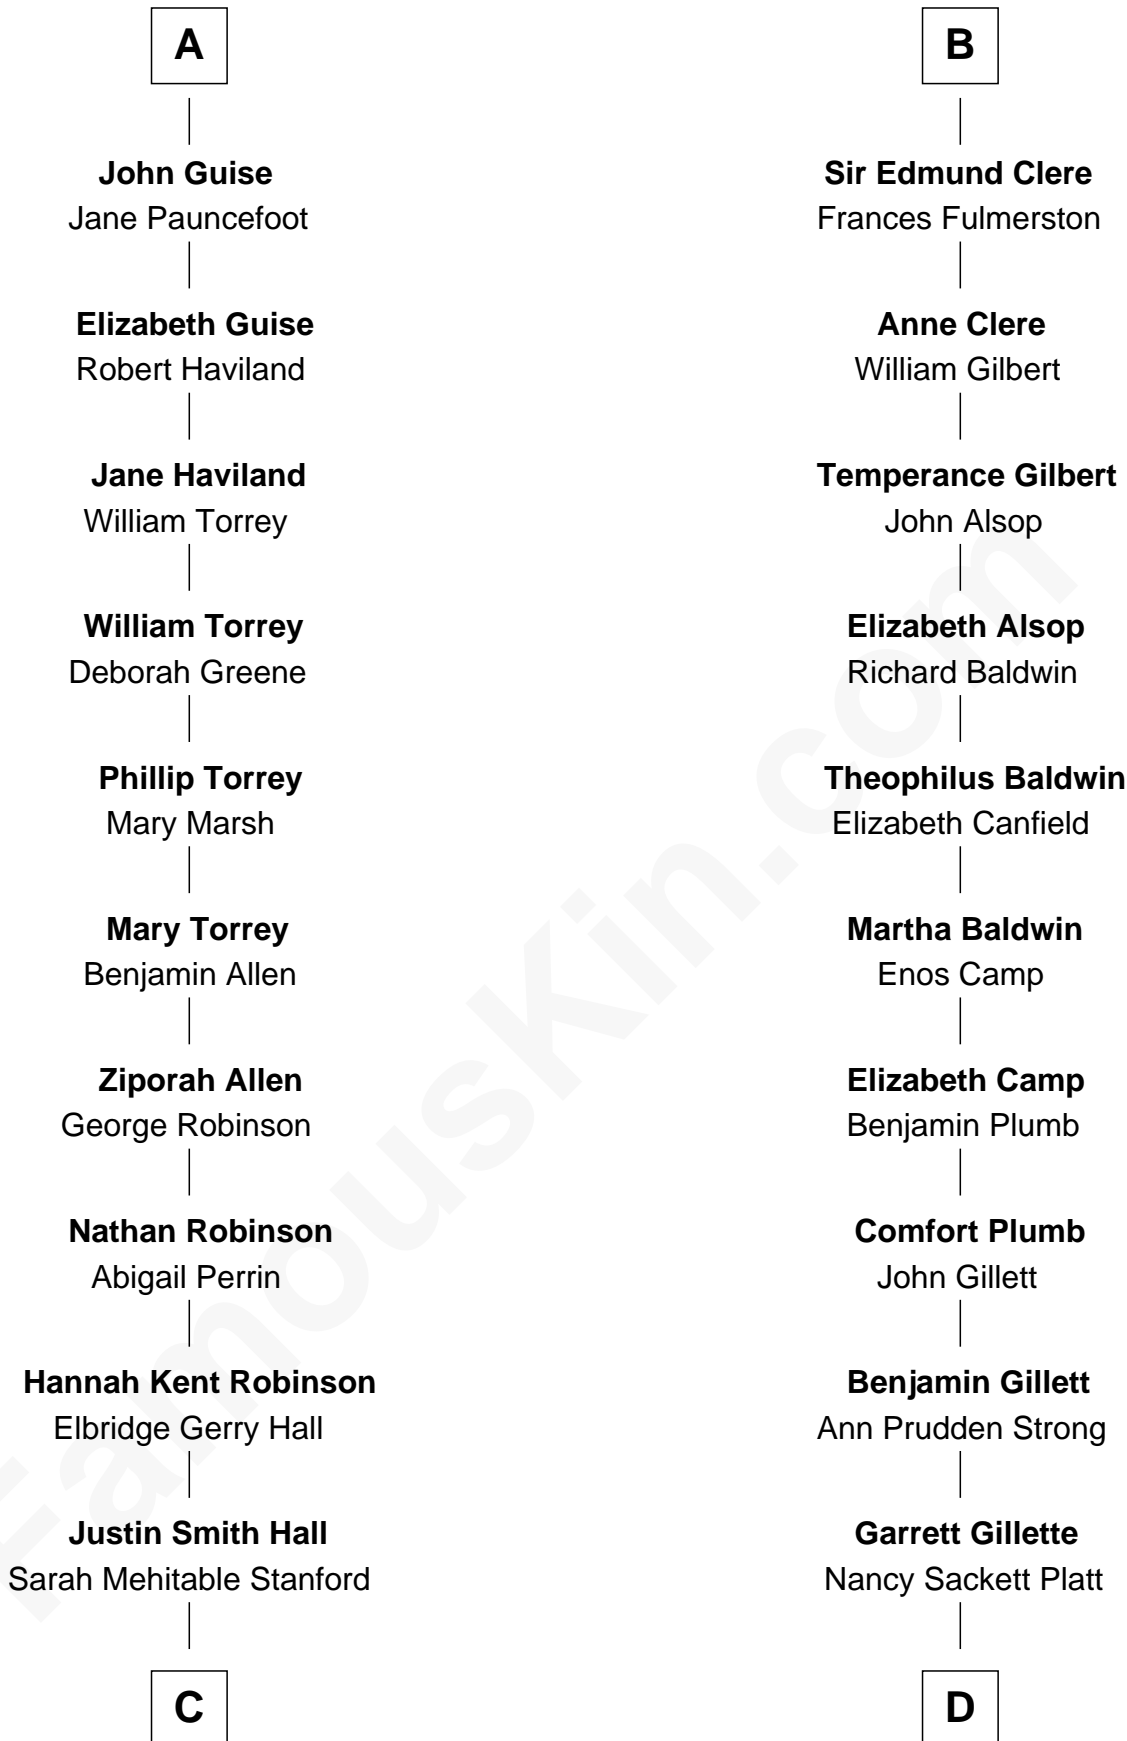 A
John Guise
Jane Pauncefoot
Elizabeth Guise
Robert Haviland
Jane Haviland
William Torrey
William Torrey
Deborah Greene
Phillip Torrey
Mary Marsh
Mary Torrey
Benjamin Allen
Ziporah Allen
George Robinson
Nathan Robinson
Abigail Perrin
Hannah Kent Robinson
Elbridge Gerry Hall
Justin Smith Hall
Sarah Mehitable Stanford
C
B
Sir Edmund Clere
Frances Fulmerston
Anne Clere
William Gilbert
Temperance Gilbert
John Alsop
Elizabeth Alsop
Richard Baldwin
Theophilus Baldwin
Elizabeth Canfield
Martha Baldwin
Enos Camp
Elizabeth Camp
Benjamin Plumb
Comfort Plumb
John Gillett
Benjamin Gillett
Ann Prudden Strong
Garrett Gillette
Nancy Sackett Platt
D
FamousKin.com